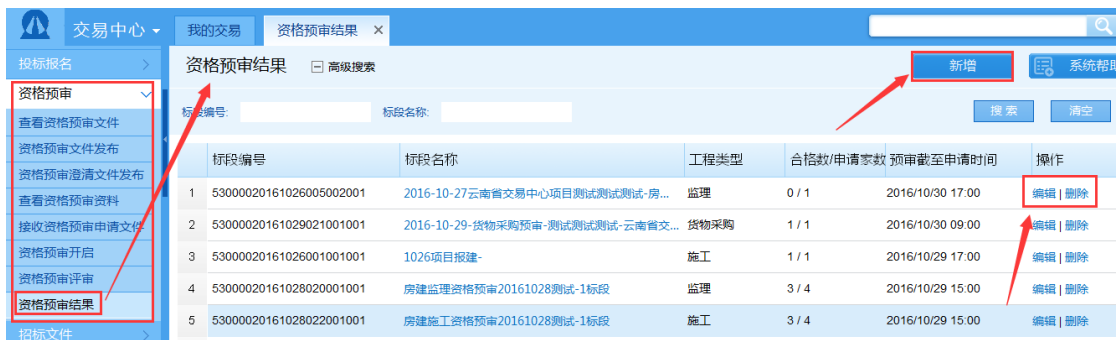 交易中心 我的交易 资格预审结果 ×
投标报名 >
资格预审结果 高级搜索 新增 系统帮助
资格预审
标段编号: 标段名称: 搜索 清空
查看资格预审文件
资格预审文件发布
资格预审澄清文件发布
查看资格预审资料
接收资格预审申请文件
资格预审开启
资格预审评审
资格预审结果
招标文件 >
标段编号 标段名称 工程类型 合格数/申请家数 预审截至申请时间 操作
1 53000020161026005002001 2016-10-27云南省交易中心项目测试测试测试-房... 监理 0 / 1 2016/10/30 17:00 编辑 | 删除
2 53000020161029021001001 2016-10-29-货物采购预审-测试测试测试-云南省交... 货物采购 1 / 1 2016/10/30 09:00 编辑 | 删除
3 53000020161026001001001 1026项目报建- 施工 1 / 1 2016/10/29 17:00 编辑 | 删除
4 53000020161028020001001 房建监理资格预审20161028测试-1标段 监理 3 / 4 2016/10/29 15:00 编辑 | 删除
5 53000020161028022001001 房建施工资格预审20161028测试-1标段 施工 3 / 4 2016/10/29 15:00 编辑 | 删除